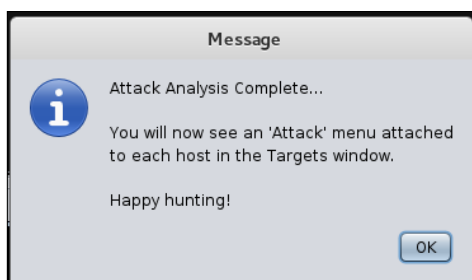 Message
Attack Analysis Complete...
You will now see an 'Attack' menu attached
to each host in the Targets window.
Happy hunting!
OK